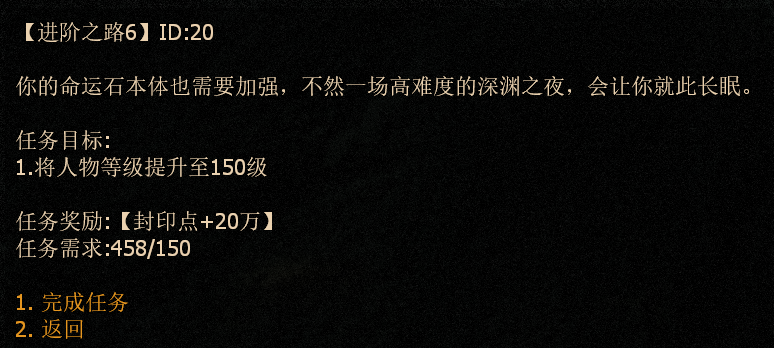 【进阶之路6】ID:20
你的命运石本体也需要加强，不然一场高难度的深渊之夜，会让你就此长眠。
任务目标:
1.将人物等级提升至150级
任务奖励:【封印点+20万】
任务需求:458/150
1. 完成任务
2. 返回